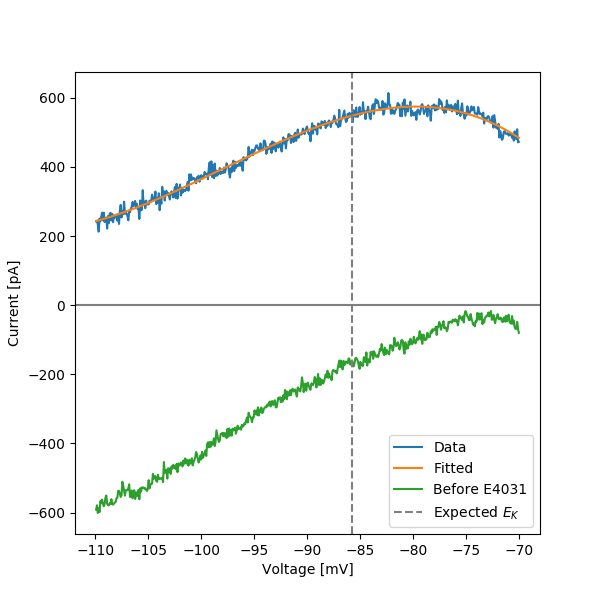 600
400
200
0
−200
−400
−600
Current [pA]
−110
−105
−100
−95
−90
−85
−80
−75
−70
Voltage [mV]
Data
Fitted
Before E4031
Expected E_K